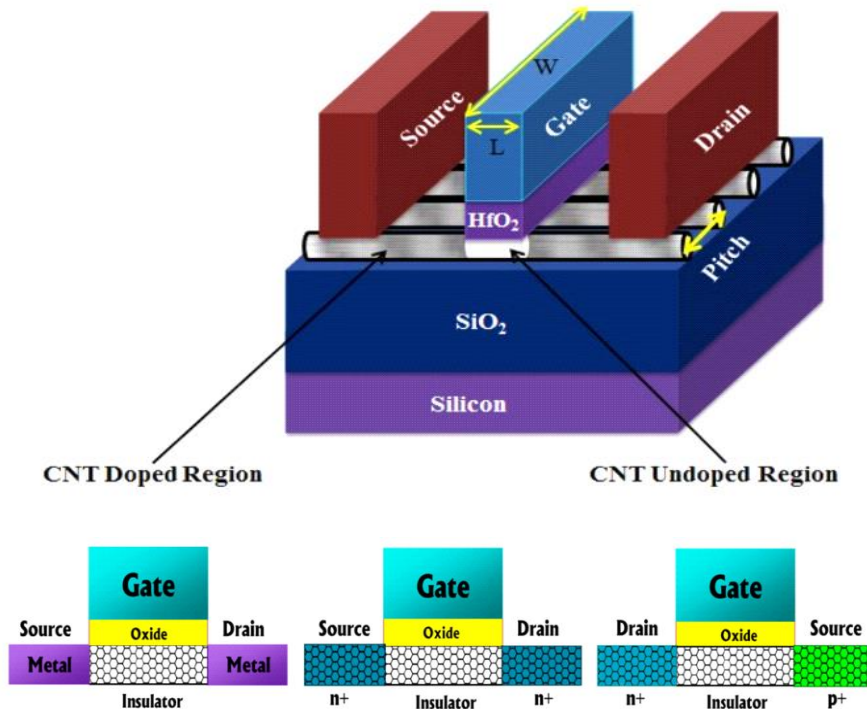 W
Source
Gate
Drain
L
HfO₂
Pitch
SiO₂
Silicon
CNT Doped Region
CNT Undoped Region
Gate
Source
Oxide
Drain
Metal
Metal
Insulator
Gate
Source
Oxide
Drain
n+
Insulator
n+
Gate
Drain
Oxide
Source
n+
Insulator
p+